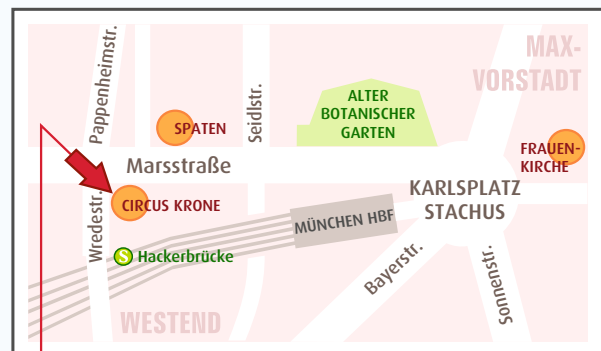 MAX-
VORSTADT
Pappenheimstr.
Seidlstr.
ALTER
BOTANISCHER
GARTEN
SPATEN
FRAUEN-
KIRCHE
Marsstraße
KARLSPLATZ
STACHUS
Wredestr.
CIRCUS KRONE
MÜNCHEN HBF
S Hackerbrücke
Bayerstr.
Sonnenstr.
WESTEND